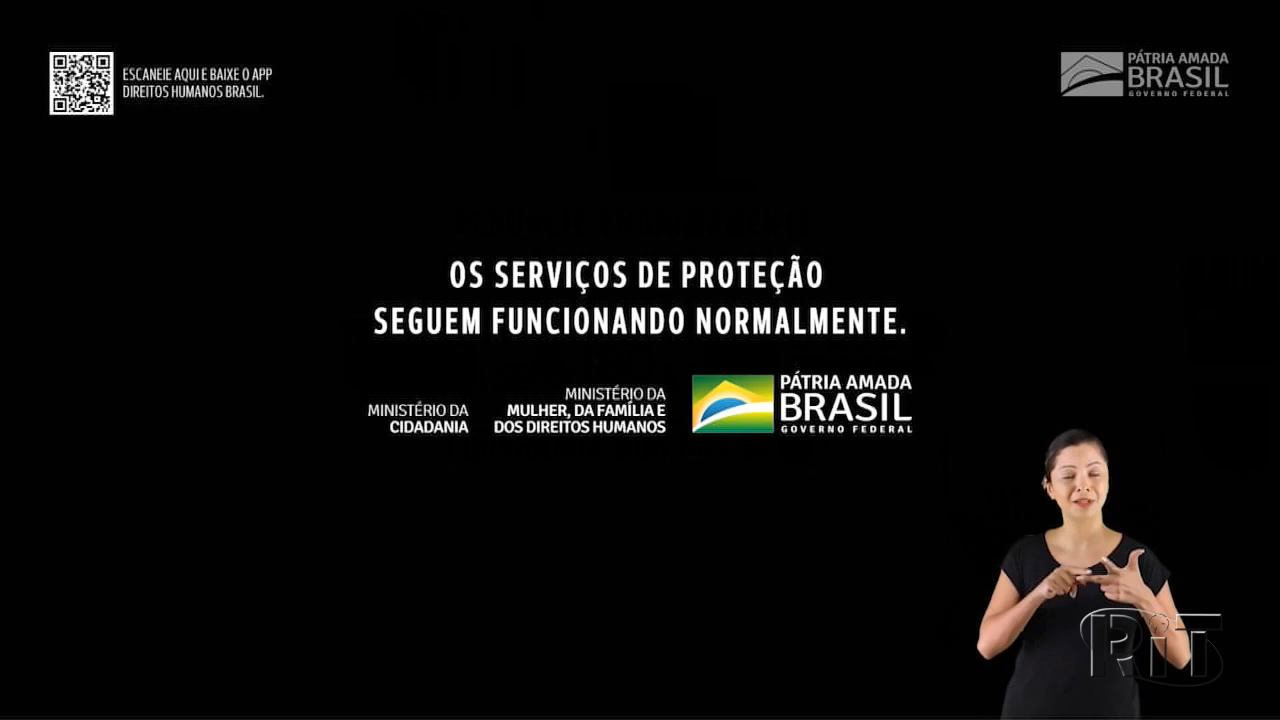 ESCANEIE AQUI E BAIXE O APP
DIREITOS HUMANOS BRASIL.
PÁTRIA AMADA
BRASIL
GOVERNO FEDERAL
OS SERVIÇOS DE PROTEÇÃO
SEGUEM FUNCIONANDO NORMALMENTE.
MINISTÉRIO DA
CIDADANIA
MINISTÉRIO DA
MULHER, DA FAMÍLIA E
DOS DIREITOS HUMANOS
PÁTRIA AMADA
BRASIL
GOVERNO FEDERAL
RiT